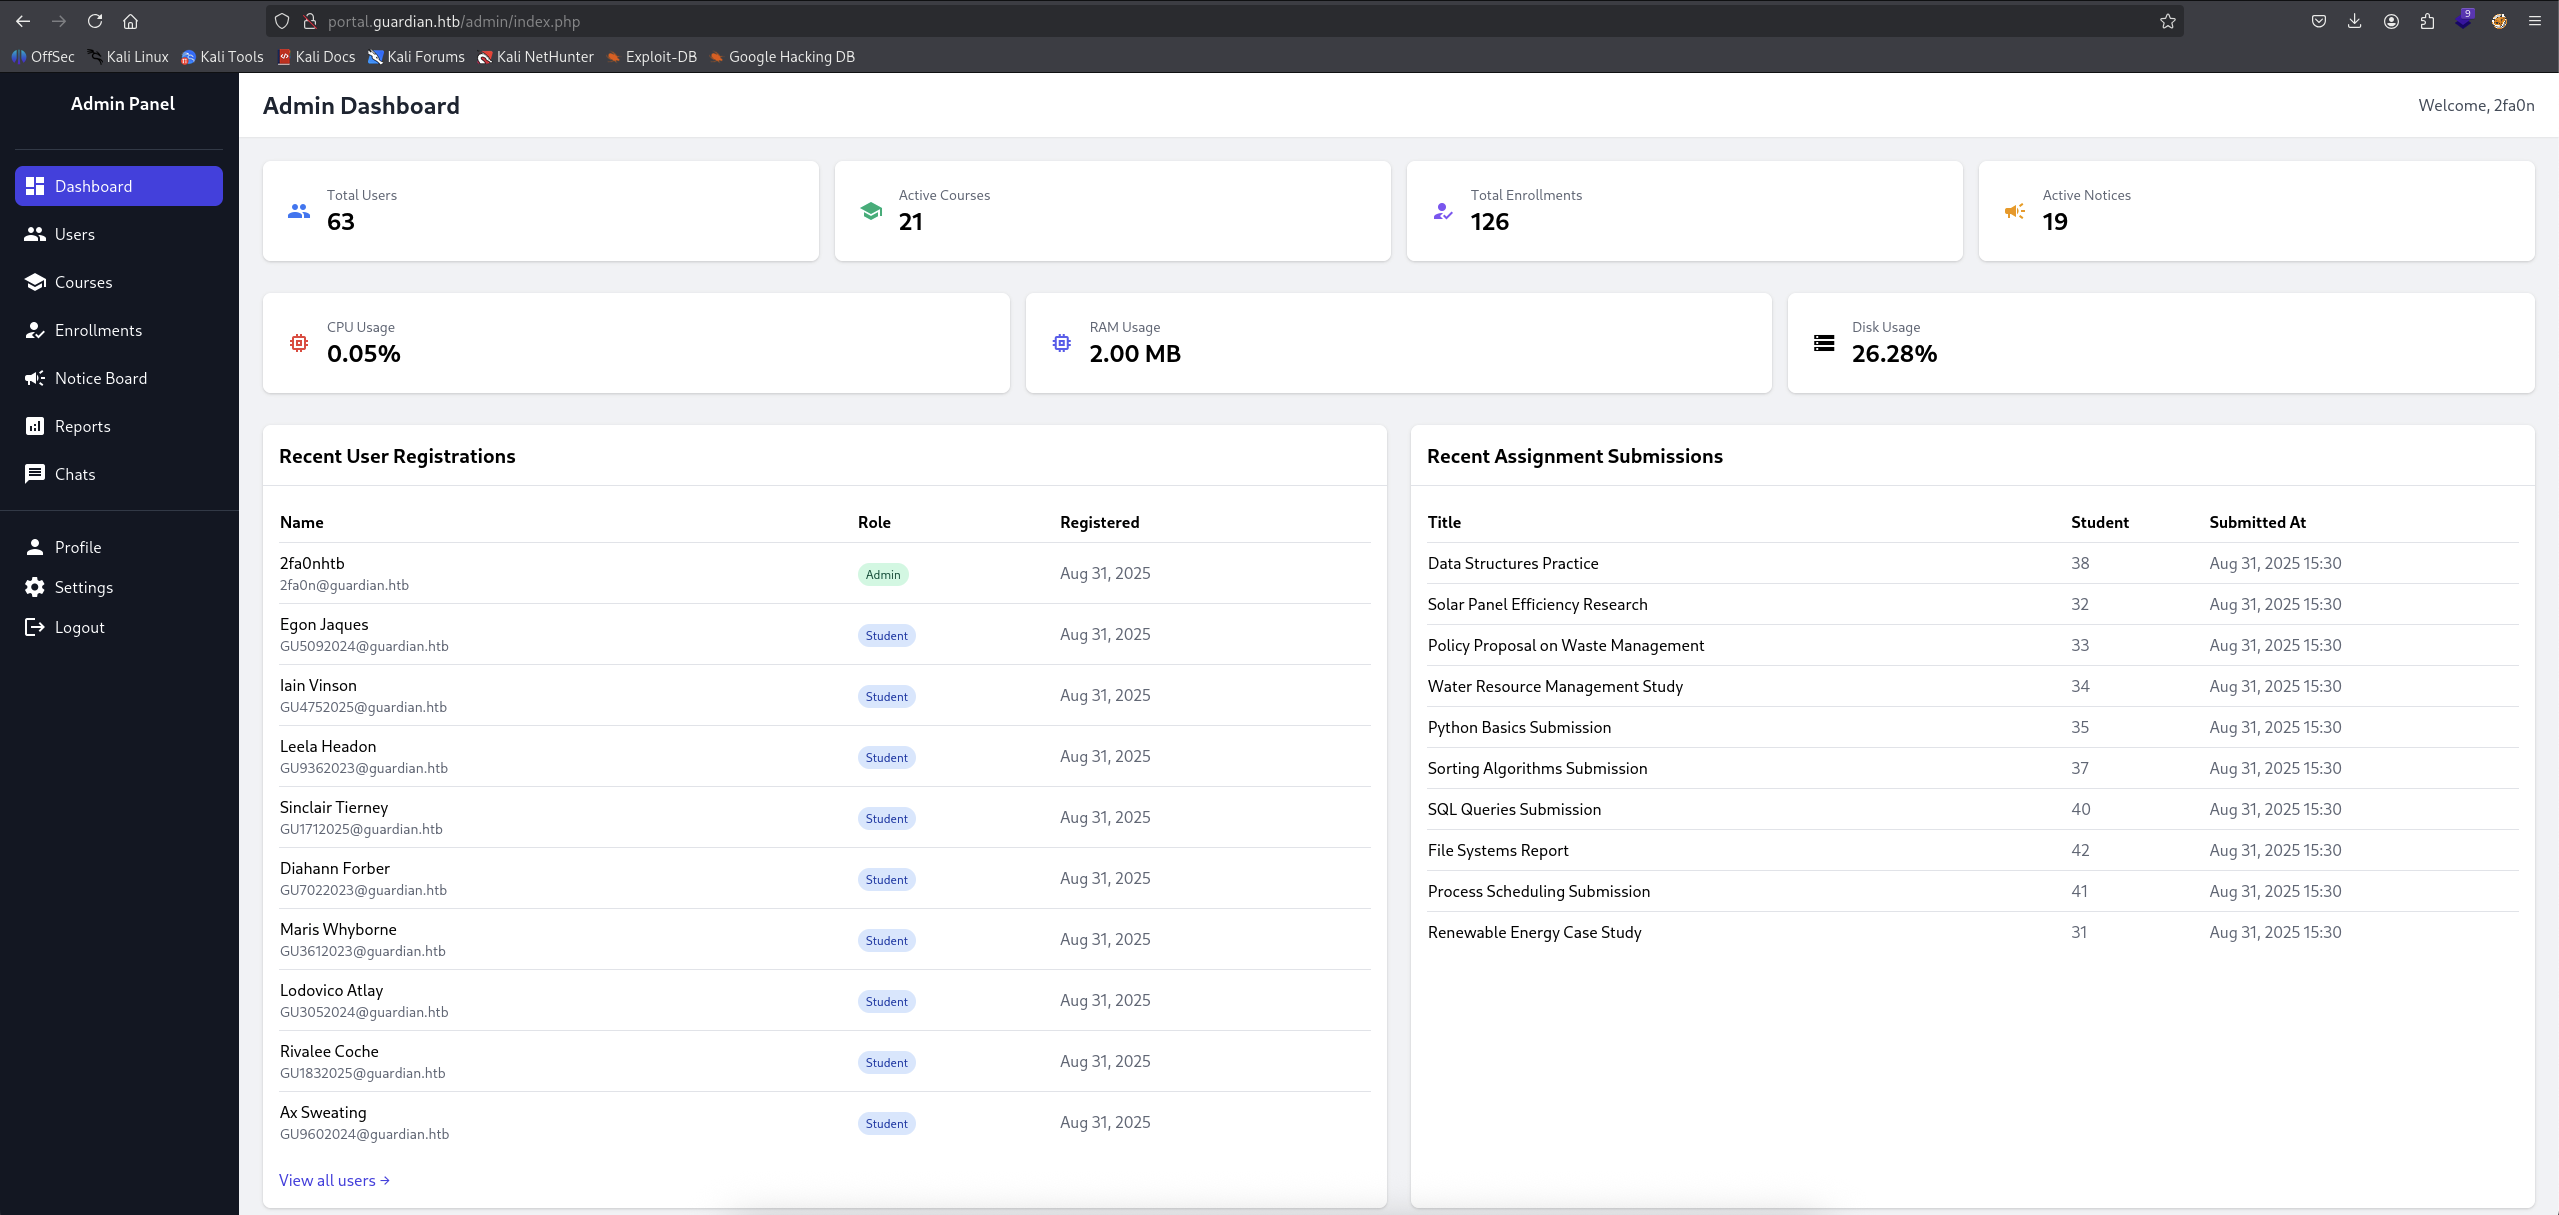 portal.guardian.htb/admin/index.php
9
OffSec Kali Linux Kali Tools Kali Docs Kali Forums Kali NetHunter Exploit-DB Google Hacking DB
Admin Panel
Dashboard
Users
Courses
Enrollments
Notice Board
Reports
Chats
Profile
Settings
Logout
Admin Dashboard
Welcome, 2fa0n
Total Users
63
Active Courses
21
Total Enrollments
126
Active Notices
19
CPU Usage
0.05%
RAM Usage
2.00 MB
Disk Usage
26.28%
Recent User Registrations
Name Role Registered
2fa0nhtb
2fa0n@guardian.htb
Admin Aug 31, 2025
Egon Jaques
GU5092024@guardian.htb
Student Aug 31, 2025
Iain Vinson
GU4752025@guardian.htb
Student Aug 31, 2025
Leela Headon
GU9362023@guardian.htb
Student Aug 31, 2025
Sinclair Tierney
GU1712025@guardian.htb
Student Aug 31, 2025
Diahann Forber
GU7022023@guardian.htb
Student Aug 31, 2025
Maris Whyborne
GU3612023@guardian.htb
Student Aug 31, 2025
Lodovico Atlay
GU3052024@guardian.htb
Student Aug 31, 2025
Rivalee Coche
GU1832025@guardian.htb
Student Aug 31, 2025
Ax Sweating
GU9602024@guardian.htb
Student Aug 31, 2025
View all users →
Recent Assignment Submissions
Title Student Submitted At
Data Structures Practice 38 Aug 31, 2025 15:30
Solar Panel Efficiency Research 32 Aug 31, 2025 15:30
Policy Proposal on Waste Management 33 Aug 31, 2025 15:30
Water Resource Management Study 34 Aug 31, 2025 15:30
Python Basics Submission 35 Aug 31, 2025 15:30
Sorting Algorithms Submission 37 Aug 31, 2025 15:30
SQL Queries Submission 40 Aug 31, 2025 15:30
File Systems Report 42 Aug 31, 2025 15:30
Process Scheduling Submission 41 Aug 31, 2025 15:30
Renewable Energy Case Study 31 Aug 31, 2025 15:30